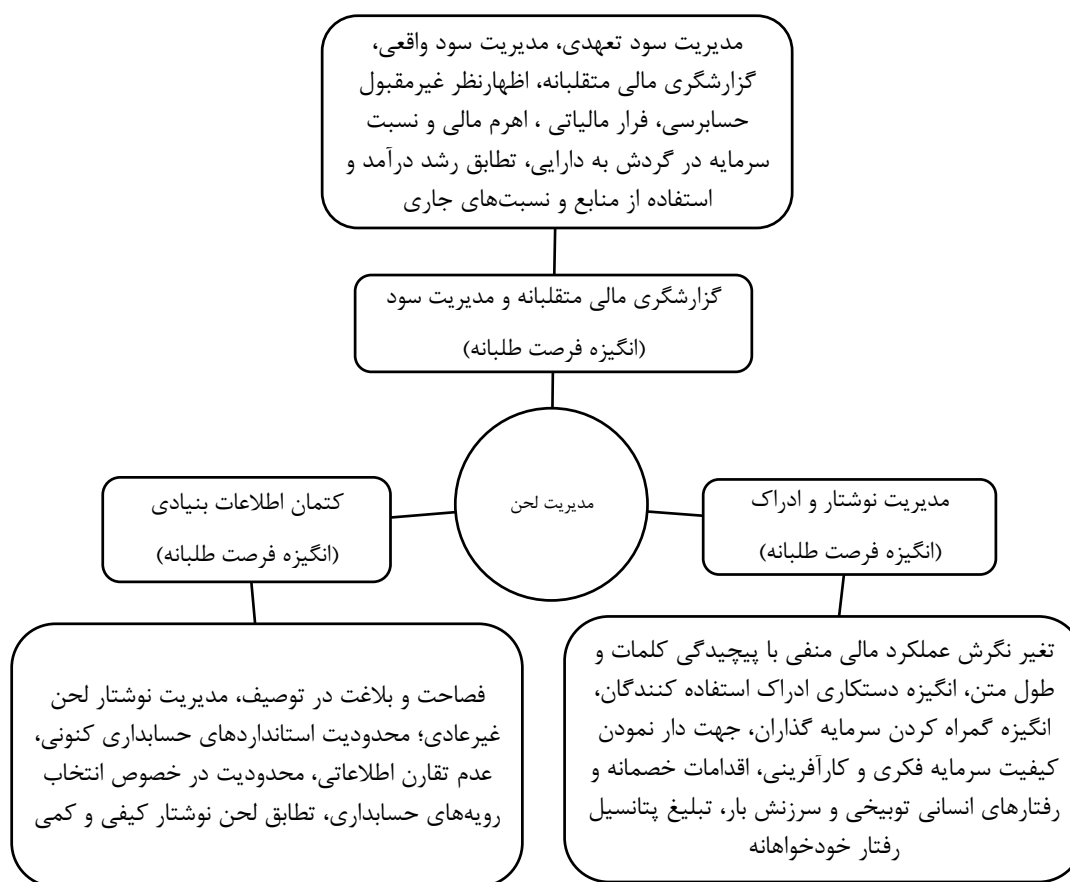 مدیریت سود تعهدی، مدیریت سود واقعی،
گزارشگری مالی متقلبانه، اظهارنظر غیرمقبول
حسابرسی، فرار مالیاتی ، اهرم مالی و نسبت
سرمایه در گردش به دارایی، تطابق رشد درآمد و
استفاده از منابع و نسبت‌های جاری
گزارشگری مالی متقلبانه و مدیریت سود
(انگیزه فرصت طلبانه)
مدیریت لحن
مدیریت نوشتار و ادراک
(انگیزه فرصت طلبانه)
کتمان اطلاعات بنیادی
(انگیزه فرصت طلبانه)
تغیر نگرش عملکرد مالی منفی با پیچیدگی کلمات و
طول متن، انگیزه دستکاری ادراک استفاده کنندگان،
انگیزه گمراه کردن سرمایه گذاران، جهت دار نمودن
کیفیت سرمایه فکری و کارآفرینی، اقدامات خصمانه و
رفتارهای انسانی توبیخی و سرزنش بار، تبلیغ پتانسیل
رفتار خودخواهانه
فصاحت و بلاغت در توصیف، مدیریت نوشتار لحن
غیرعادی؛ محدودیت استانداردهای حسابداری کنونی،
عدم تقارن اطلاعاتی، محدودیت در خصوص انتخاب
رویه‌های حسابداری، تطابق لحن نوشتار کیفی و کمی